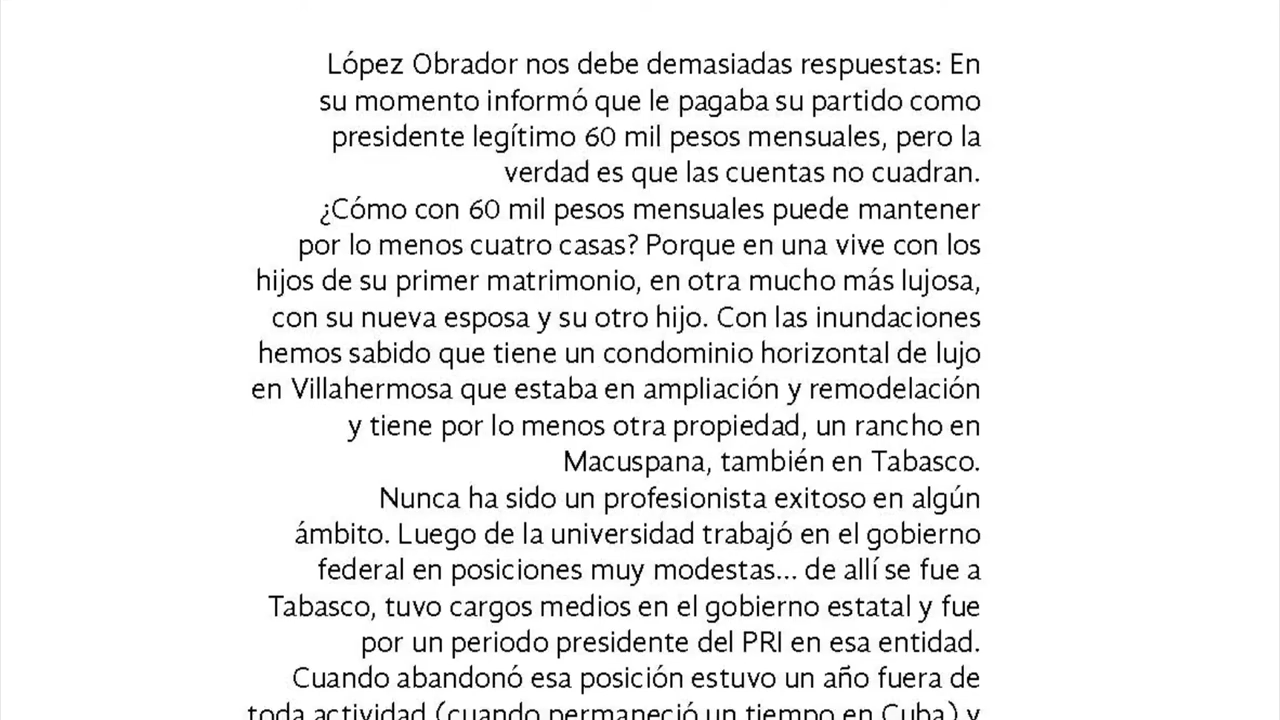 López Obrador nos debe demasiadas respuestas: En
su momento informó que le pagaba su partido como
presidente legítimo 60 mil pesos mensuales, pero la
verdad es que las cuentas no cuadran.
¿Cómo con 60 mil pesos mensuales puede mantener
por lo menos cuatro casas? Porque en una vive con los
hijos de su primer matrimonio, en otra mucho más lujosa,
con su nueva esposa y su otro hijo. Con las inundaciones
hemos sabido que tiene un condominio horizontal de lujo
en Villahermosa que estaba en ampliación y remodelación
y tiene por lo menos otra propiedad, un rancho en
Macuspana, también en Tabasco.
Nunca ha sido un profesionista exitoso en algún
ámbito. Luego de la universidad trabajó en el gobierno
federal en posiciones muy modestas... de allí se fue a
Tabasco, tuvo cargos medios en el gobierno estatal y fue
por un periodo presidente del PRI en esa entidad.
Cuando abandonó esa posición estuvo un año fuera de
toda actividad (cuando permaneció un tiempo en Cuba) y